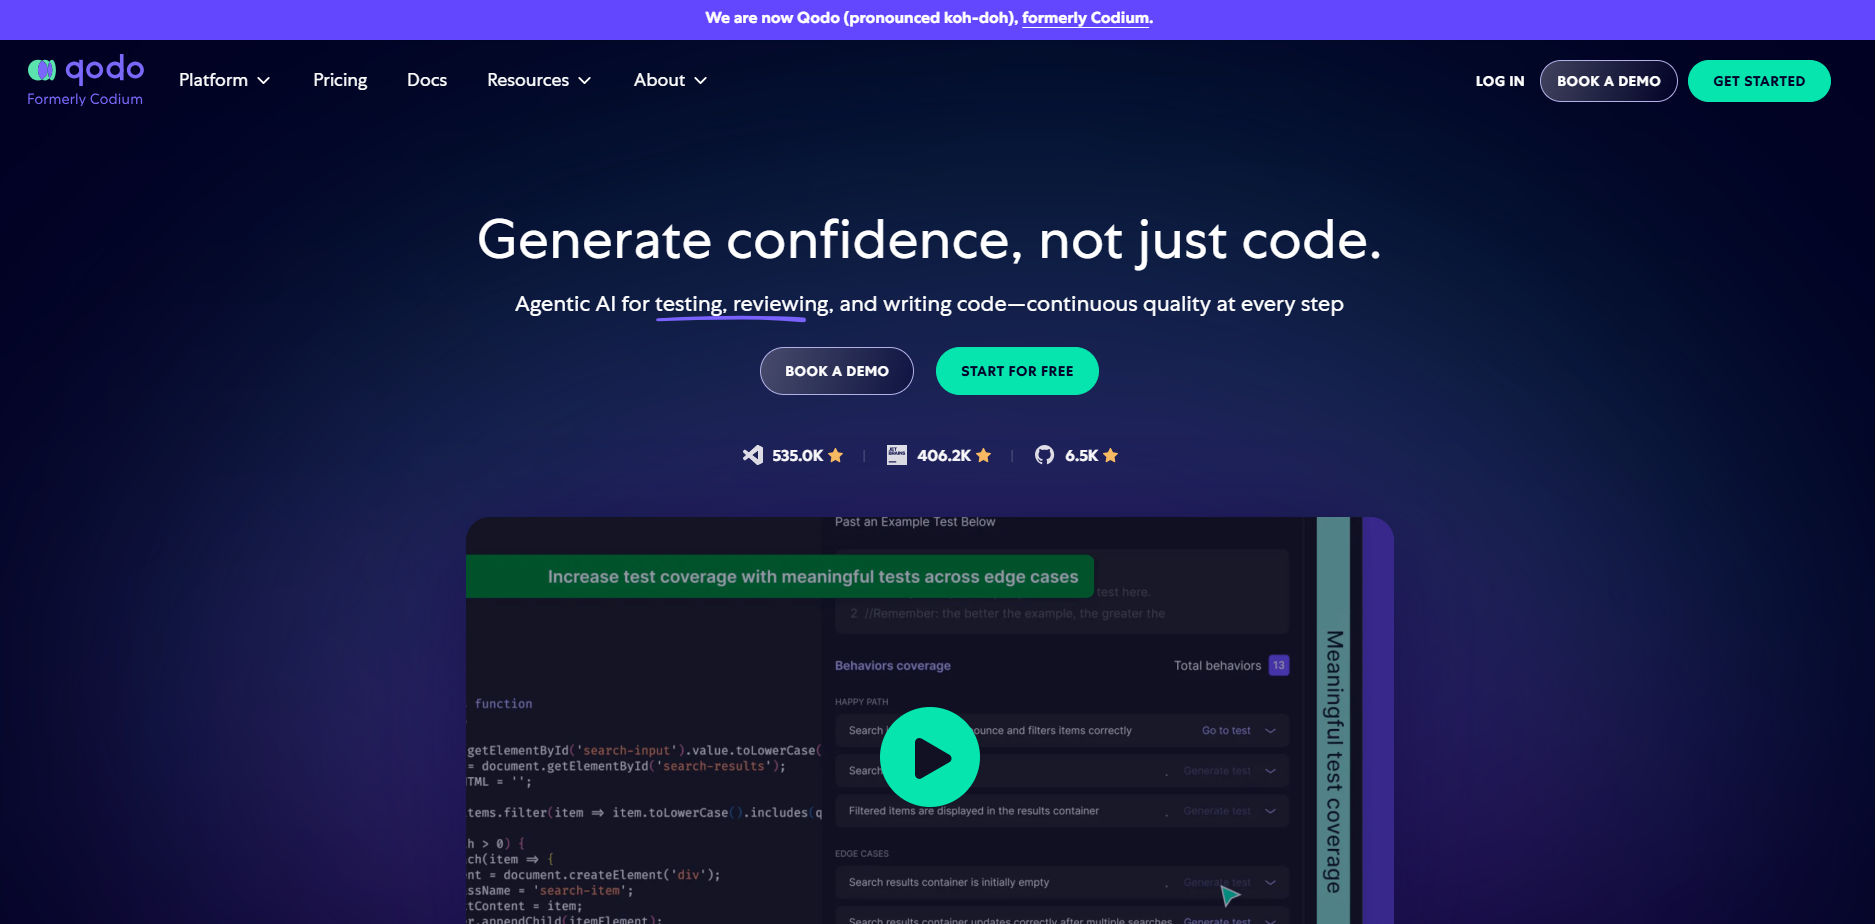 We are now Qodo (pronounced koh-doh), formerly Codium.
qodo
Formerly Codium
Platform
Pricing
Docs
Resources
About
LOG IN
BOOK A DEMO
GET STARTED
Generate confidence, not just code.
Agentic AI for testing, reviewing, and writing code—continuous quality at every step
BOOK A DEMO
START FOR FREE
535.0K
JET BRAINS
406.2K
6.5K
Past an Example Test Below
Increase test coverage with meaningful tests across edge cases
test here.
2 //Remember: the better the example, the greater the
Behaviors coverage
Total behaviors 13
HAPPY PATH
Search ounce and filters items correctly
Go to test
Search
Generate test
Filtered items are displayed in the results container
Generate test
EDGE CASES
Search results container is initially empty
Generate test
Search results container updates correctly after multiple searches
Generate test
function
getElementById('search-input').value.toLowerCase(
= document.getElementById('search-results');
HTML = '';
tems.filter(item => item.toLowerCase().includes(q
h > 0) {
ch(item => {
nt = document.createElement('div');
ssName = 'search-item';
tContent = item;
r.appendChild(itemElement);
Meaningful test coverage